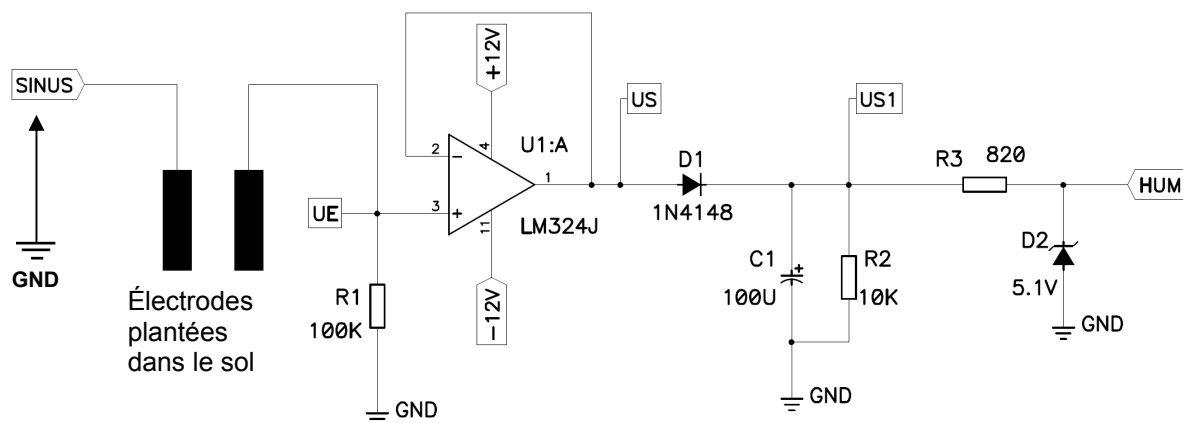 SINUS
GND
Électrodes
plantées
dans le sol
UE
R1
100K
GND
+12V
4
2
−
3
+
1
11
U1:A
LM324J
−12V
US
D1
1N4148
US1
C1
+
100U
R2
10K
GND
R3 820
HUM
D2
5.1V
GND